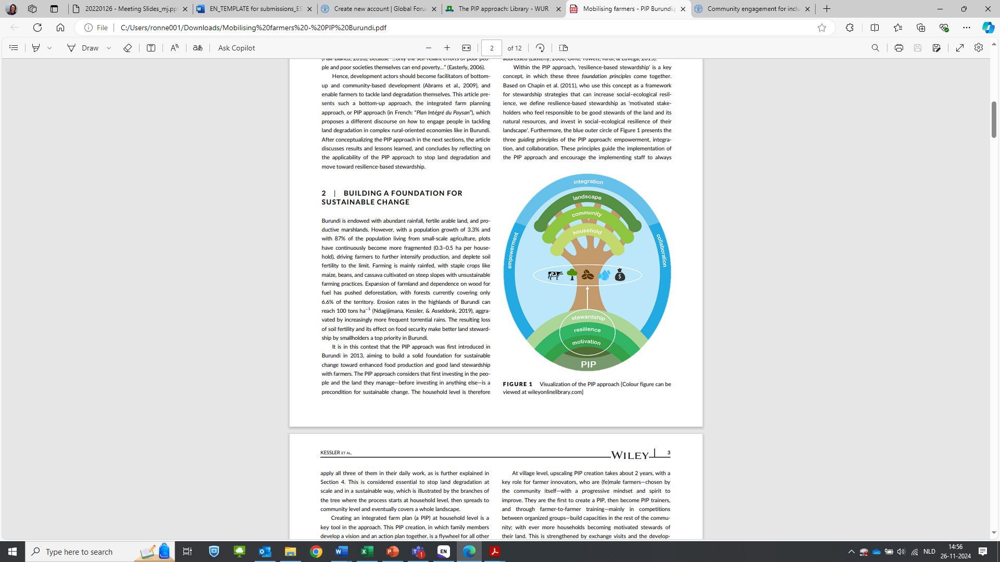 20220126 - Meeting Slides_mj.pp
EN_TEMPLATE for submissions_ES
Create new account | Global Foru
The PIP approach: Library - WUR
Mobilising farmers - PIP Burundi.p
Community engagement for inclu
File
C:/Users/ronne001/Downloads/Mobilising%20farmers%20-%20PIP%20Burundi.pdf
Draw
Ask Copilot
2
of 12
ple and poor societies themselves can end poverty…" (Easterly, 2006).
Hence, development actors should become facilitators of bottom-
up and community-based development (Abrams et al., 2009), and
enable farmers to tackle land degradation themselves. This article pre-
sents such a bottom-up approach, the integrated farm planning
approach, or PIP approach (in French: "Plan Intégré du Paysan"), which
proposes a different discourse on how to engage people in tackling
land degradation in complex rural-oriented economies like in Burundi.
After conceptualizing the PIP approach in the next sections, the article
discusses results and lessons learned, and concludes by reflecting on
the applicability of the PIP approach to stop land degradation and
move toward resilience-based stewardship.
2 | BUILDING A FOUNDATION FOR
SUSTAINABLE CHANGE
Burundi is endowed with abundant rainfall, fertile arable land, and pro-
ductive marshlands. However, with a population growth of 3.3% and
with 87% of the population living from small-scale agriculture, plots
have continuously become more fragmented (0.3–0.5 ha per house-
hold), driving farmers to further intensify production, and deplete soil
fertility to the limit. Farming is mainly rainfed, with staple crops like
maize, beans, and cassava cultivated on steep slopes with unsustainable
farming practices. Expansion of farmland and dependence on wood for
fuel has pushed deforestation, with forests currently covering only
6.6% of the territory. Erosion rates in the highlands of Burundi can
reach 100 tons ha⁻¹ (Ndagijimana, Kessler, & Asseldonk, 2019), aggra-
vated by increasingly more frequent torrential rains. The resulting loss
of soil fertility and its effect on food security make better land steward-
ship by smallholders a top priority in Burundi.
It is in this context that the PIP approach was first introduced in
Burundi in 2013, aiming to build a solid foundation for sustainable
change toward enhanced food production and good land stewardship
with farmers. The PIP approach considers that first investing in the peo-
ple and the land they manage—before investing in anything else—is a
precondition for sustainable change. The household level is therefore
Within the PIP approach, 'resilience-based stewardship' is a key
concept, in which these three foundation principles come together.
Based on Chapin et al. (2011), who use this concept as a framework
for stewardship strategies that can increase social–ecological resil-
ience, we define resilience-based stewardship as 'motivated stake-
holders who feel responsible to be good stewards of the land and its
natural resources, and invest in social–ecological resilience of their
landscape'. Furthermore, the blue outer circle of Figure 1 presents the
three guiding principles of the PIP approach: empowerment, integra-
tion, and collaboration. These principles guide the implementation of
the PIP approach and encourage the implementing staff to always
integration
landscape
community
household
empowerment
collaboration
$
stewardship
resilience
motivation
PIP
FIGURE 1 Visualization of the PIP approach [Colour figure can be
viewed at wileyonlinelibrary.com]
KESSLER ET AL.
WILEY
3
apply all three of them in their daily work, as is further explained in
Section 4. This is considered essential to stop land degradation at
scale and in a sustainable way, which is illustrated by the branches of
the tree where the process starts at household level, then spreads to
community level and eventually covers a whole landscape.
Creating an integrated farm plan (a PIP) at household level is a
key tool in the approach. This PIP creation, in which family members
develop a vision and an action plan together, is a flywheel for all other
At village level, upscaling PIP creation takes about 2 years, with a
key role for farmer innovators, who are (fe)male farmers—chosen by
the community itself—with a progressive mindset and spirit to
improve. They are the first to create a PIP, then become PIP trainers,
and through farmer-to-farmer training—mainly in competitions
between organized groups—build capacities in the rest of the commu-
nity; with ever more households becoming motivated stewards of
their land. This is strengthened by exchange visits and the develop-
Type here to search
EN
1
NLD
14:56
26-11-2024